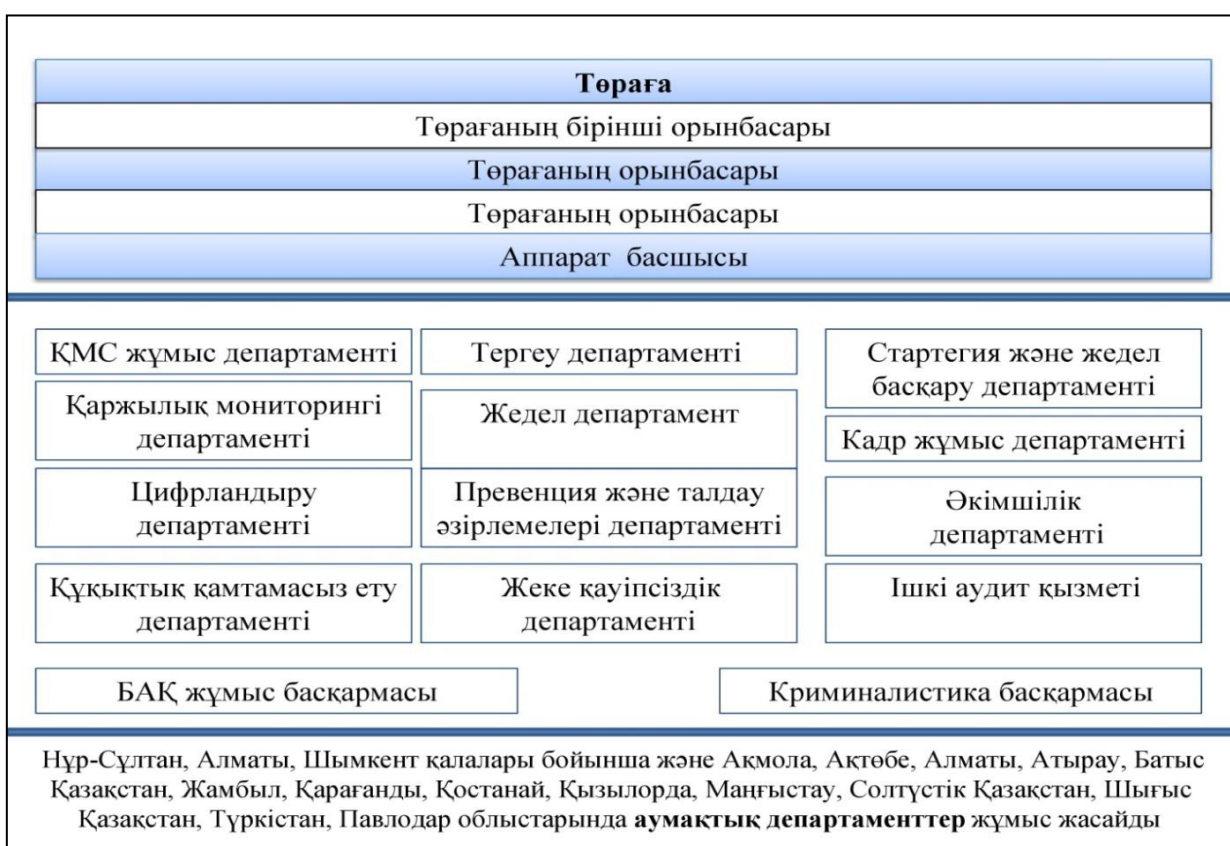 Төраға
Төрағаның бірінші орынбасары
Төрағаның орынбасары
Төрағаның орынбасары
Аппарат басшысы
ҚМС жұмыс департаменті
Қаржылық мониторингі
департаменті
Цифрландыру
департаменті
Құқықтық қамтамасыз ету
департаменті
Тергеу департаменті
Жедел департамент
Превенция және талдау
әзірлемелері департаменті
Жеке қауіпсіздік
департаменті
Стартегия және жедел
басқару департаменті
Кадр жұмыс департаменті
Әкімшілік
департаменті
Ішкі аудит қызметі
БАҚ жұмыс басқармасы
Криминалистика басқармасы
Нұр-Сұлтан, Алматы, Шымкент қалалары бойынша және Ақмола, Ақтөбе, Алматы, Атырау, Батыс
Қазақстан, Жамбыл, Қарағанды, Қостанай, Қызылорда, Маңғыстау, Солтүстік Қазақстан, Шығыс
Қазақстан, Түркістан, Павлодар облыстарында аумақтық департаменттер жұмыс жасайды